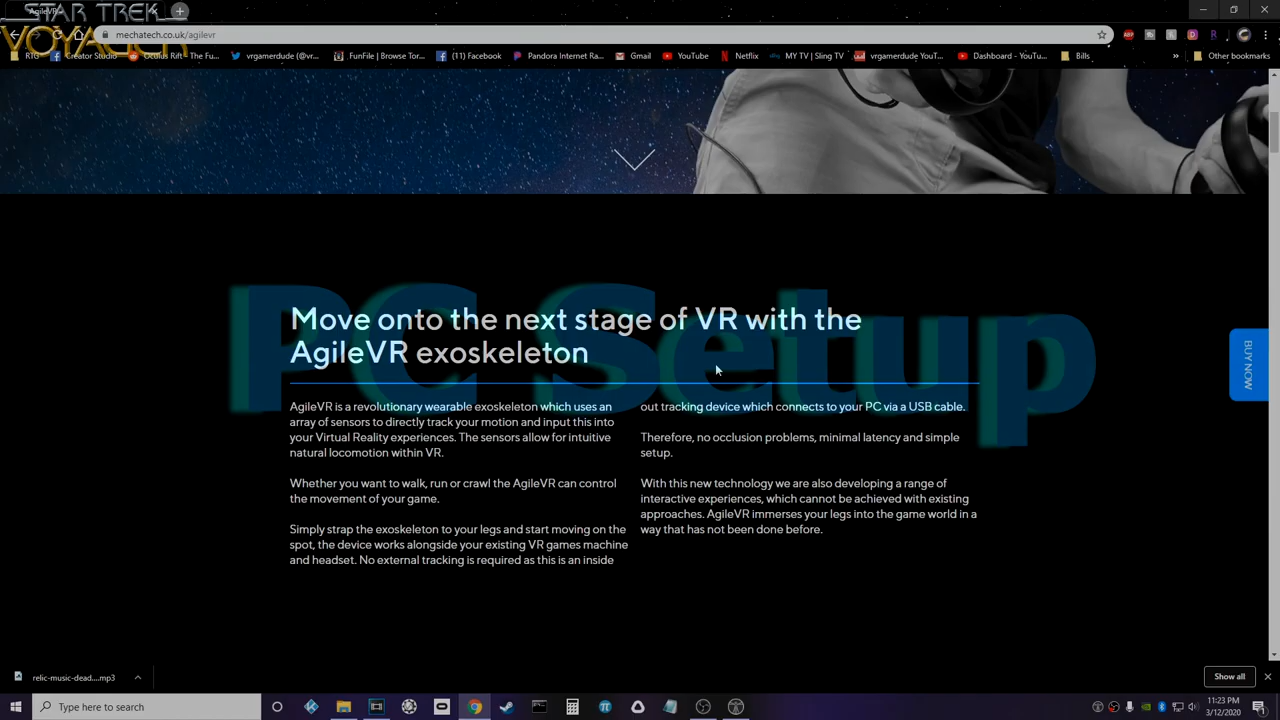 STAR TREK
VOYAGER
AgileVR
mechatech.co.uk/agilevr
RTG
Creator Studio
Oculus Rift - The Fu...
vrgamerdude (@vr...
FunFile | Browse Tor...
(11) Facebook
Pandora Internet Ra...
Gmail
YouTube
Netflix
MY TV | Sling TV
vrgamerdude YouT...
Dashboard - YouTu...
Bills
»
Other bookmarks
PC Setup
Move onto the next stage of VR with the
AgileVR exoskeleton
AgileVR is a revolutionary wearable exoskeleton which uses an
array of sensors to directly track your motion and input this into
your Virtual Reality experiences. The sensors allow for intuitive
natural locomotion within VR.
Whether you want to walk, run or crawl the AgileVR can control
the movement of your game.
Simply strap the exoskeleton to your legs and start moving on the
spot, the device works alongside your existing VR games machine
and headset. No external tracking is required as this is an inside
out tracking device which connects to your PC via a USB cable.
Therefore, no occlusion problems, minimal latency and simple
setup.
With this new technology we are also developing a range of
interactive experiences, which cannot be achieved with existing
approaches. AgileVR immerses your legs into the game world in a
way that has not been done before.
BUY NOW
relic-music-dead....mp3
Show all
Type here to search
11:23 PM
3/12/2020